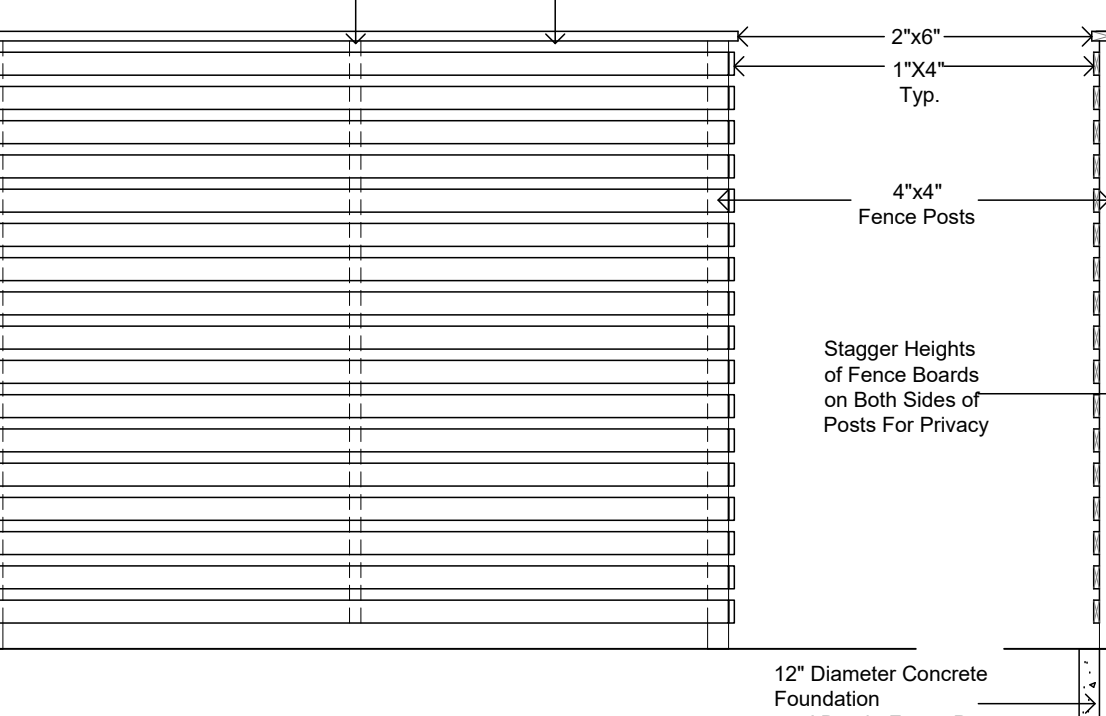 2"x6"
1"X4"
Typ.
4"x4"
Fence Posts
Stagger Heights
of Fence Boards
on Both Sides of
Posts For Privacy
12" Diameter Concrete
Foundation